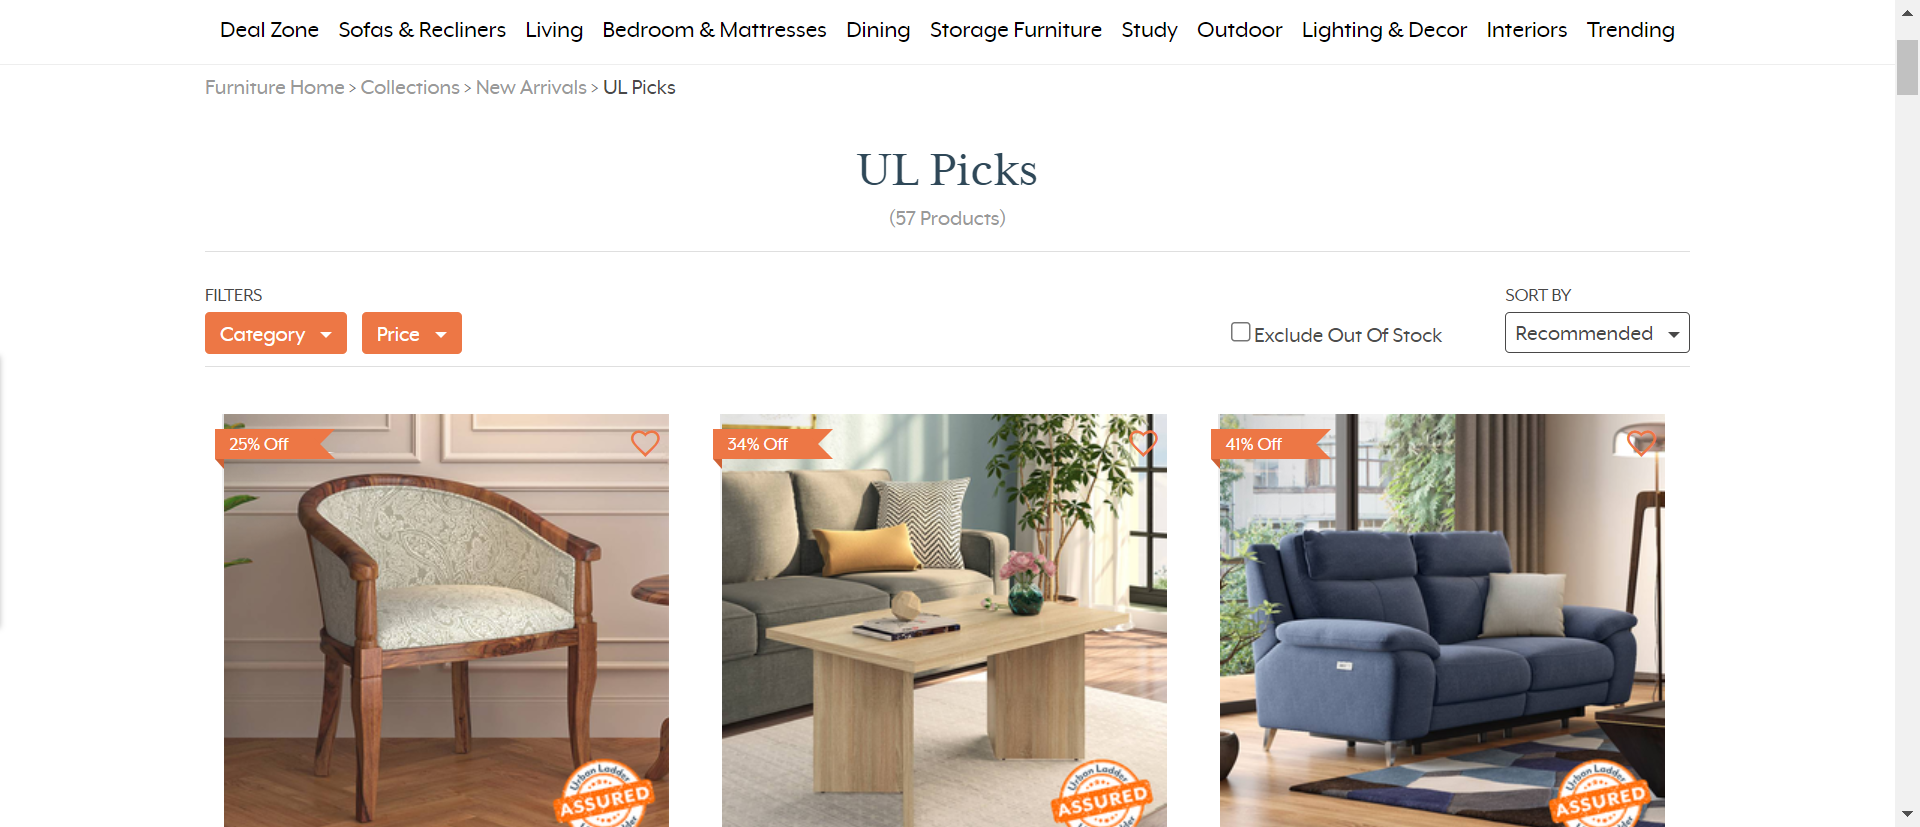 Deal Zone Sofas & Recliners Living Bedroom & Mattresses Dining Storage Furniture Study Outdoor Lighting & Decor Interiors Trending
Furniture Home > Collections > New Arrivals > UL Picks
UL Picks
(57 Products)
FILTERS
SORT BY
Category
Price
Exclude Out Of Stock
Recommended
25% Off
34% Off
41% Off
Urban Ladder
ASSURED
Urban Ladder
ASSURED
Urban Ladder
ASSURED